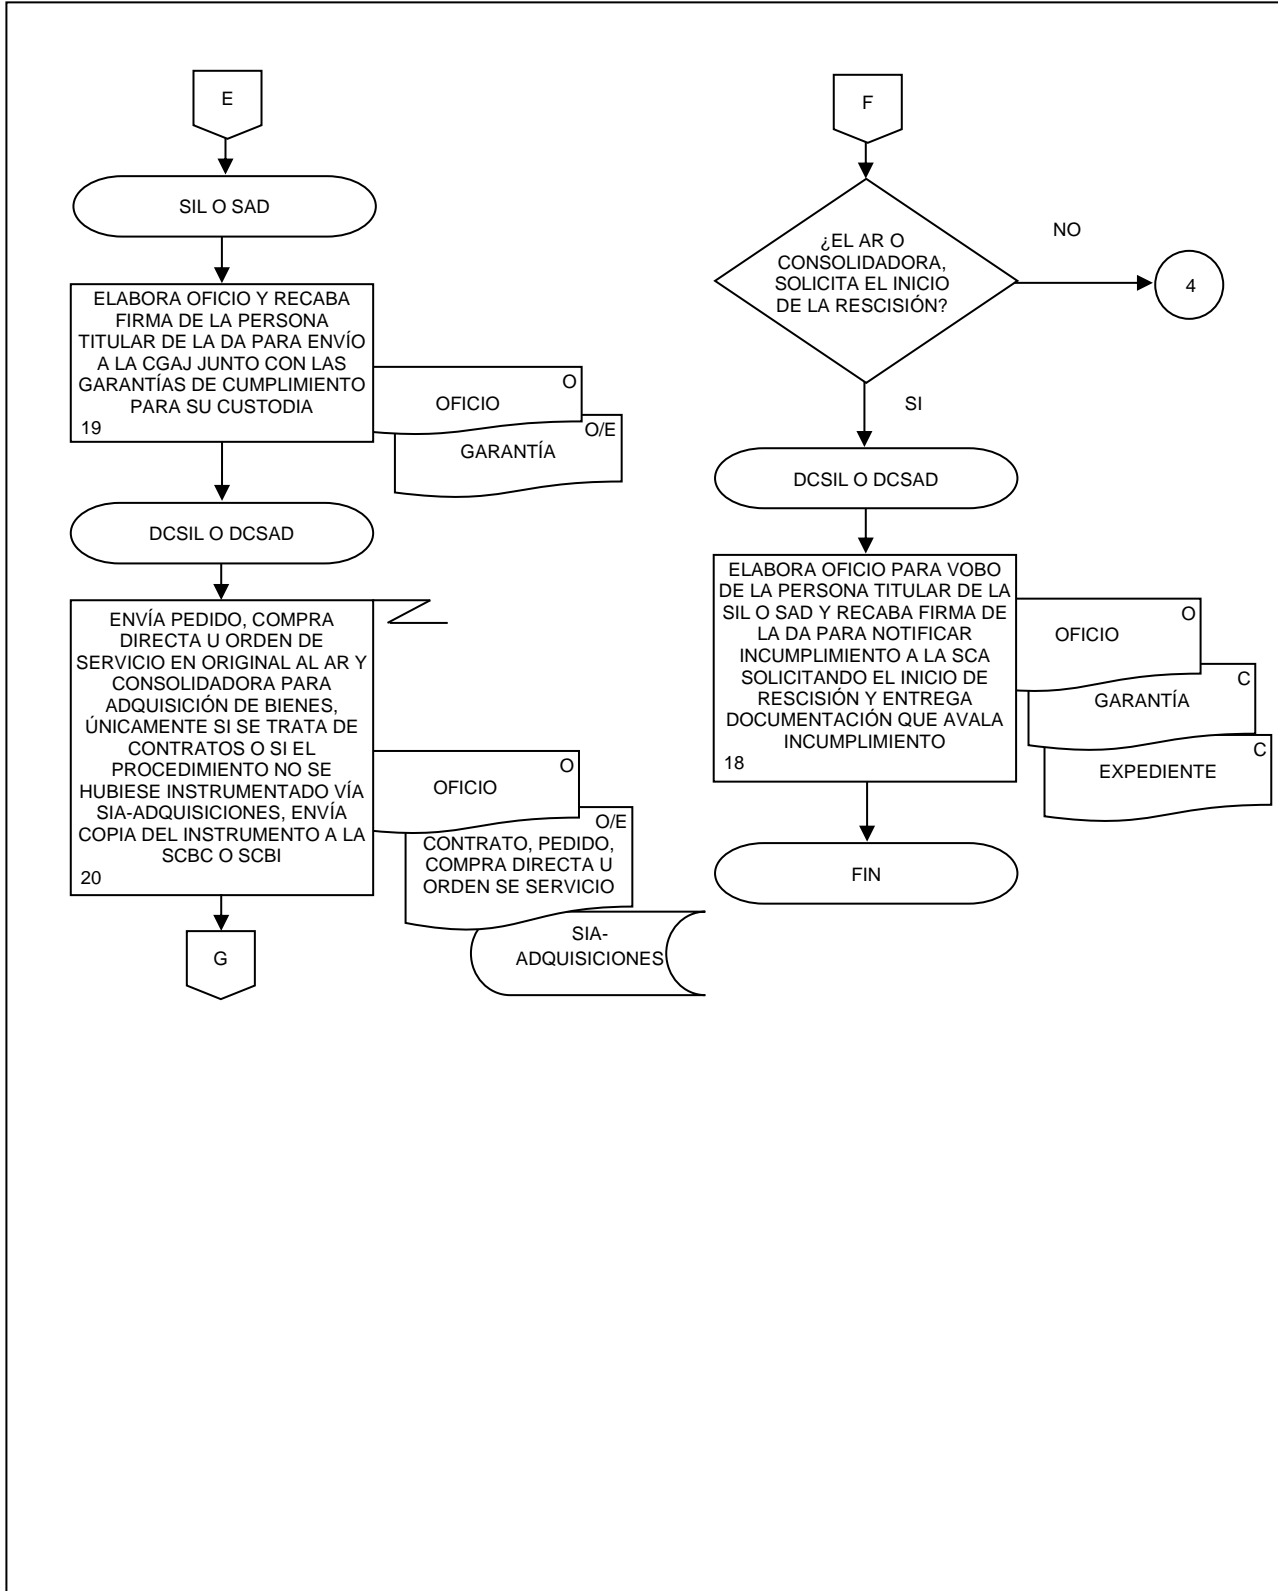 E
SIL O SAD
ELABORA OFICIO Y RECABA
FIRMA DE LA PERSONA
TITULAR DE LA DA PARA ENVÍO
A LA CGAJ JUNTO CON LAS
GARANTÍAS DE CUMPLIMIENTO
PARA SU CUSTODIA
19
O
OFICIO
O/E
GARANTÍA
DCSIL O DCSAD
ENVÍA PEDIDO, COMPRA
DIRECTA U ORDEN DE
SERVICIO EN ORIGINAL AL AR Y
CONSOLIDADORA PARA
ADQUISICIÓN DE BIENES,
ÚNICAMENTE SI SE TRATA DE
CONTRATOS O SI EL
PROCEDIMIENTO NO SE
HUBIESE INSTRUMENTADO VÍA
SIA-ADQUISICIONES, ENVÍA
COPIA DEL INSTRUMENTO A LA
SCBC O SCBI
20
O
OFICIO
O/E
CONTRATO, PEDIDO,
COMPRA DIRECTA U
ORDEN SE SERVICIO
SIA-
ADQUISICIONES
G
F
¿EL AR O
CONSOLIDADORA,
SOLICITA EL INICIO
DE LA RESCISIÓN?
NO
4
SI
DCSIL O DCSAD
ELABORA OFICIO PARA VOBO
DE LA PERSONA TITULAR DE LA
SIL O SAD Y RECABA FIRMA DE
LA DA PARA NOTIFICAR
INCUMPLIMIENTO A LA SCA
SOLICITANDO EL INICIO DE
RESCISIÓN Y ENTREGA
DOCUMENTACIÓN QUE AVALA
INCUMPLIMIENTO
18
O
OFICIO
C
GARANTÍA
C
EXPEDIENTE
FIN